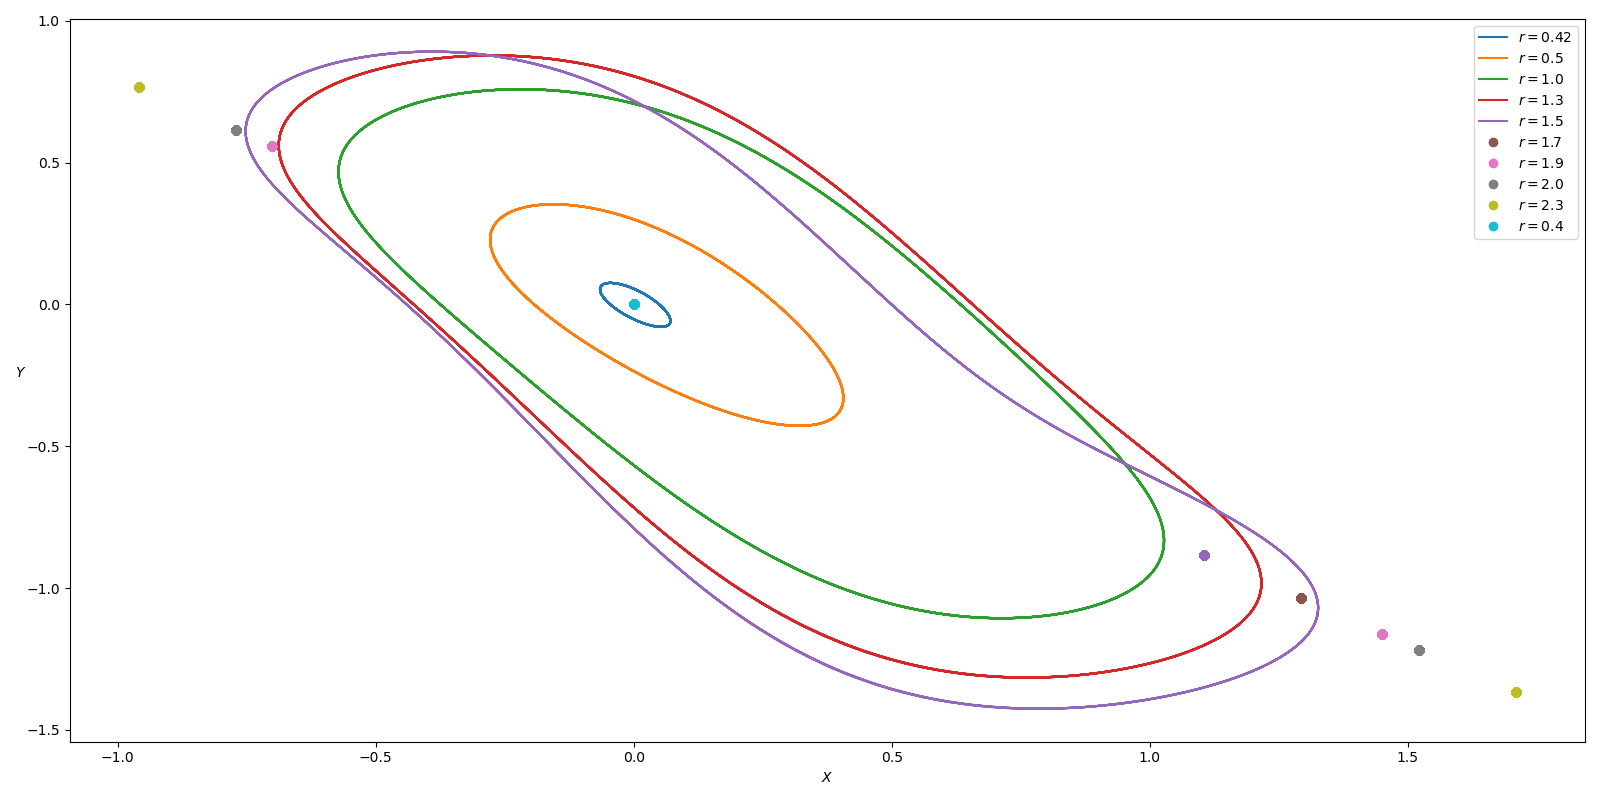 1.0
0.5
0.0
−0.5
−1.0
−1.5
Y
−1.0
−0.5
0.0
0.5
1.0
1.5
X
r = 0.42
r = 0.5
r = 1.0
r = 1.3
r = 1.5
r = 1.7
r = 1.9
r = 2.0
r = 2.3
r = 0.4